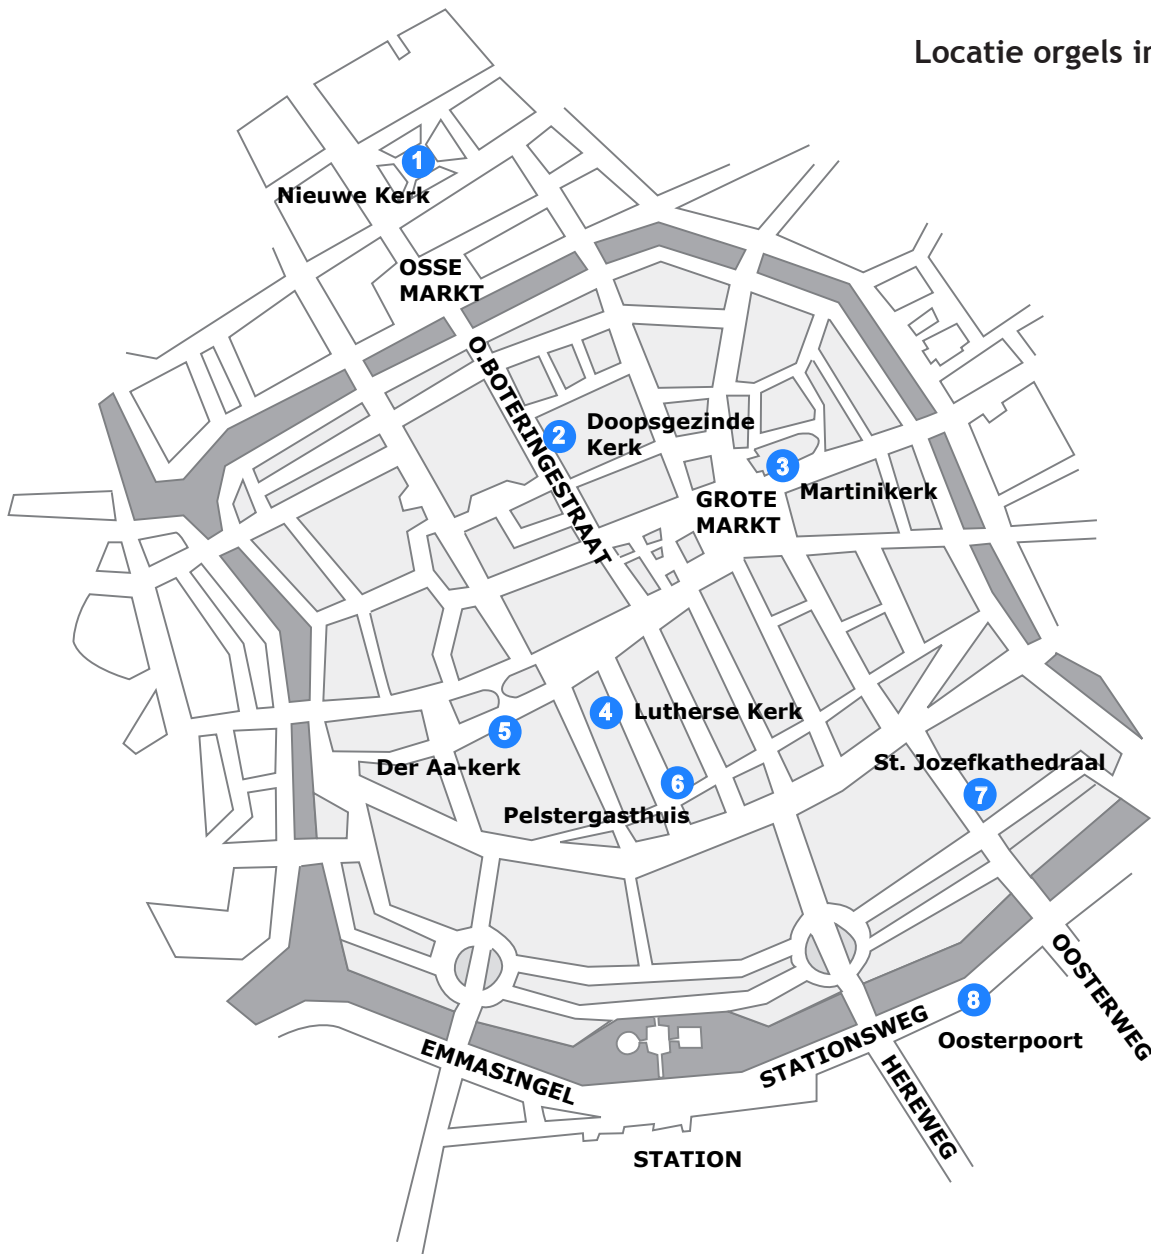 Locatie orgels in
1
Nieuwe Kerk
OSSE
MARKT
O.BOTERINGESTRAAT
2
Doopsgezinde
Kerk
3
Martinikerk
GROTE
MARKT
4
Lutherse Kerk
5
Der Aa-kerk
6
Pelstergasthuis
St. Jozefkathedraal
7
8
Oosterpoort
OOSTERWEG
STATIONSWEG
HEREWEG
EMMASINGEL
STATION